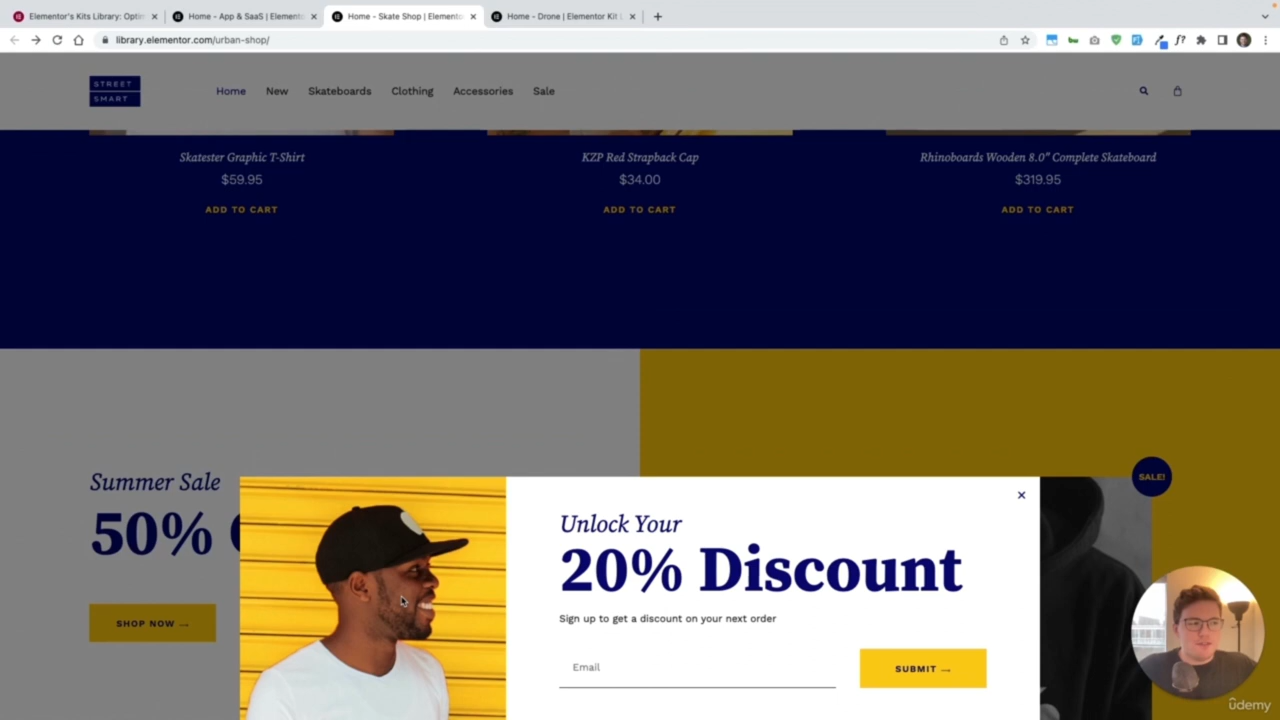 Elementor's Kits Library: Optim
Home - App & SaaS | Elemento
Home - Skate Shop | Elemento
Home - Drone | Elementor Kit L
library.elementor.com/urban-shop/
f?
STREET
SMART
Home
New
Skateboards
Clothing
Accessories
Sale
Skatester Graphic T-Shirt
KZP Red Strapback Cap
Rhinoboards Wooden 8.0" Complete Skateboard
$59.95
$34.00
$319.95
ADD TO CART
ADD TO CART
ADD TO CART
Summer Sale
50%
SHOP NOW →
SALE!
Unlock Your
20% Discount
Sign up to get a discount on your next order
Email
SUBMIT →
ûdemy